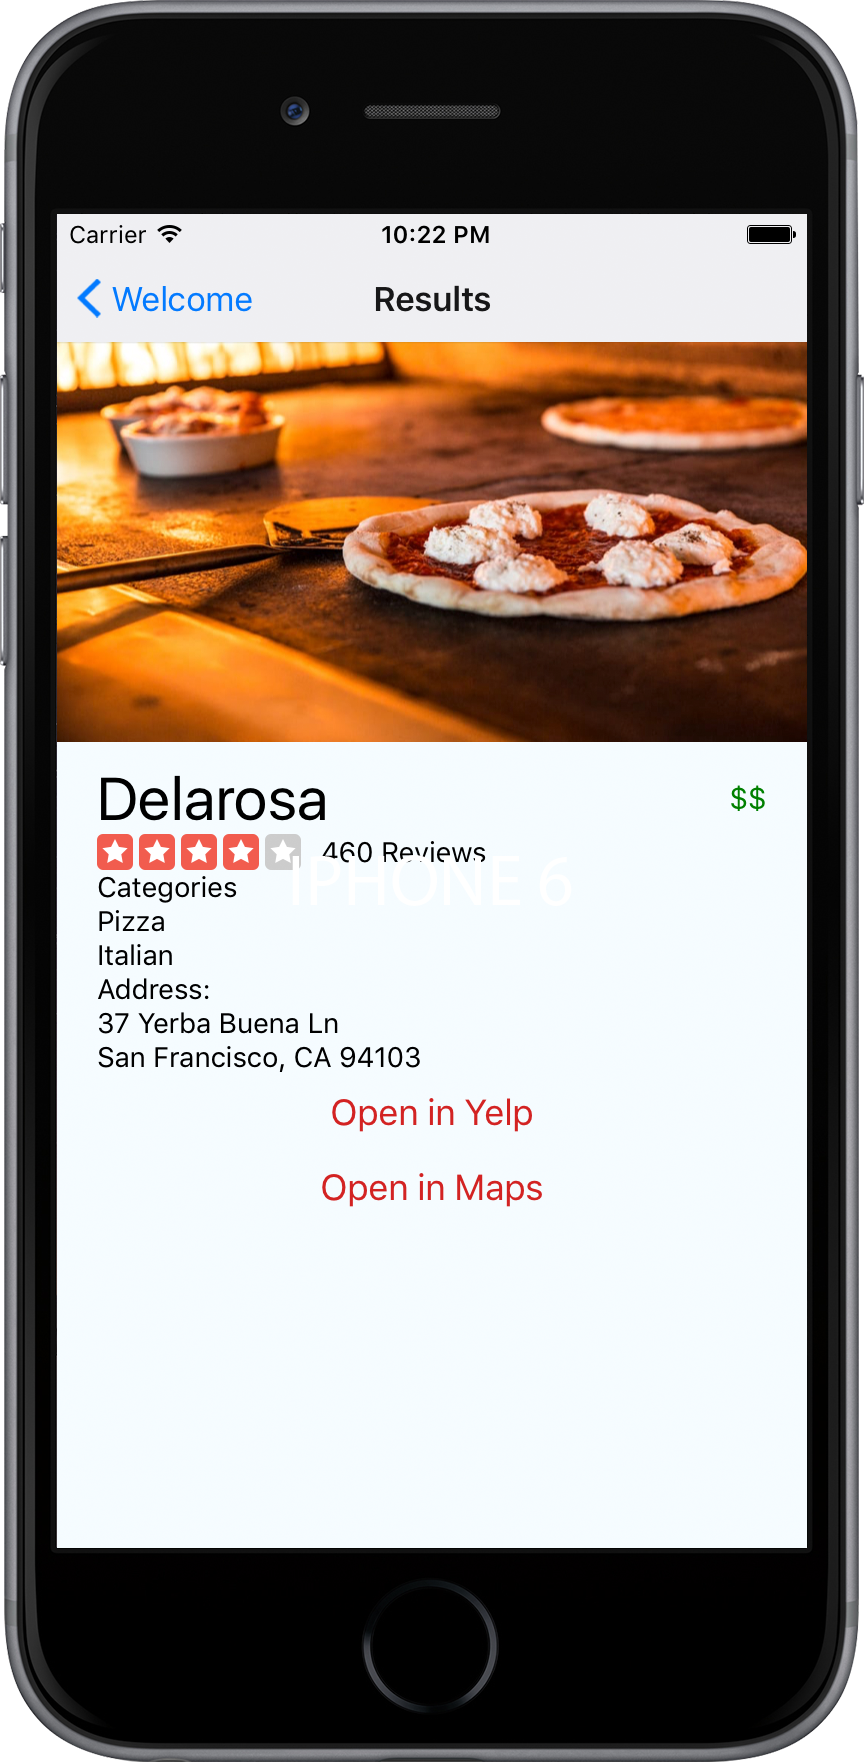 Carrier 10:22 PM
Welcome Results
Delarosa $$
460 Reviews
IPHONE 6
Categories
Pizza
Italian
Address:
37 Yerba Buena Ln
San Francisco, CA 94103
Open in Yelp
Open in Maps